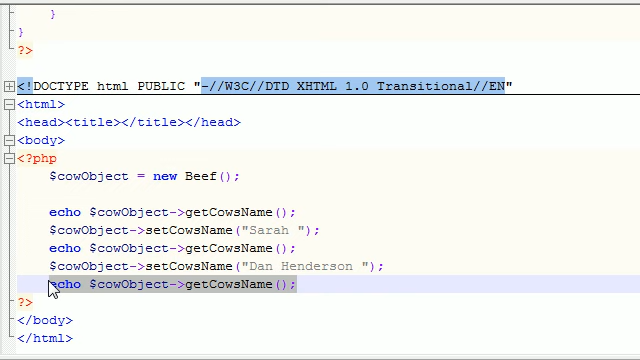 }
}
?>
<!DOCTYPE html PUBLIC "-//W3C//DTD XHTML 1.0 Transitional//EN"
<html>
<head><title></title></head>
<body>
<?php
$cowObject = new Beef();
echo $cowObject->getCowsName();
$cowObject->setCowsName("Sarah ");
echo $cowObject->getCowsName();
$cowObject->setCowsName("Dan Henderson ");
echo $cowObject->getCowsName();
?>
</body>
</html>